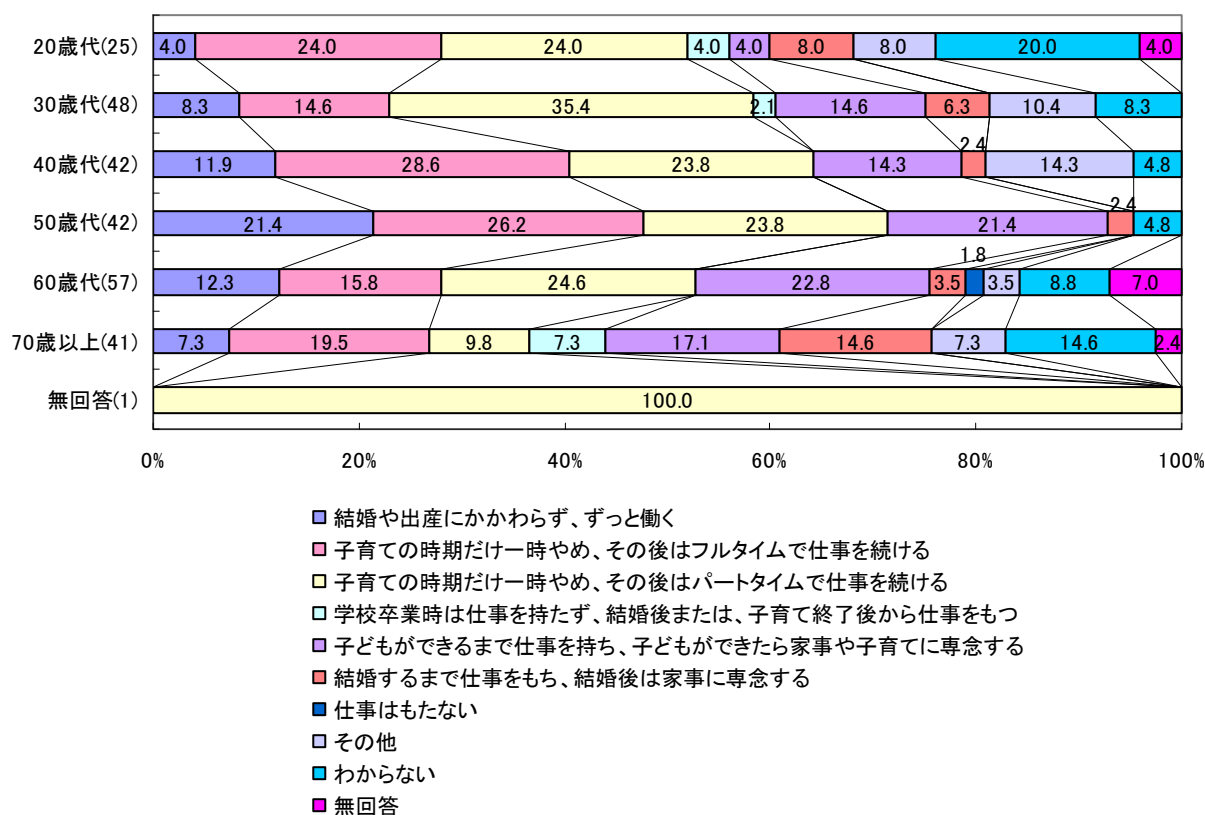 20歳代(25) 4.0 24.0 24.0 4.0 4.0 8.0 8.0 20.0 4.0
30歳代(48) 8.3 14.6 35.4 2.1 14.6 6.3 10.4 8.3
40歳代(42) 11.9 28.6 23.8 14.3 2.4 14.3 4.8
50歳代(42) 21.4 26.2 23.8 21.4 2.4 4.8
60歳代(57) 12.3 15.8 24.6 22.8 3.5 1.8 3.5 8.8 7.0
70歳以上(41) 7.3 19.5 9.8 7.3 17.1 14.6 7.3 14.6 2.4
無回答(1) 100.0
0% 20% 40% 60% 80% 100%
結婚や出産にかかわらず、ずっと働く
子育ての時期だけ一時やめ、その後はフルタイムで仕事を続ける
子育ての時期だけ一時やめ、その後はパートタイムで仕事を続ける
学校卒業時は仕事を持たず、結婚後または、子育て終了後から仕事をもつ
子どもができるまで仕事を持ち、子どもができたら家事や子育てに専念する
結婚するまで仕事をもち、結婚後は家事に専念する
仕事はもたない
その他
わからない
無回答